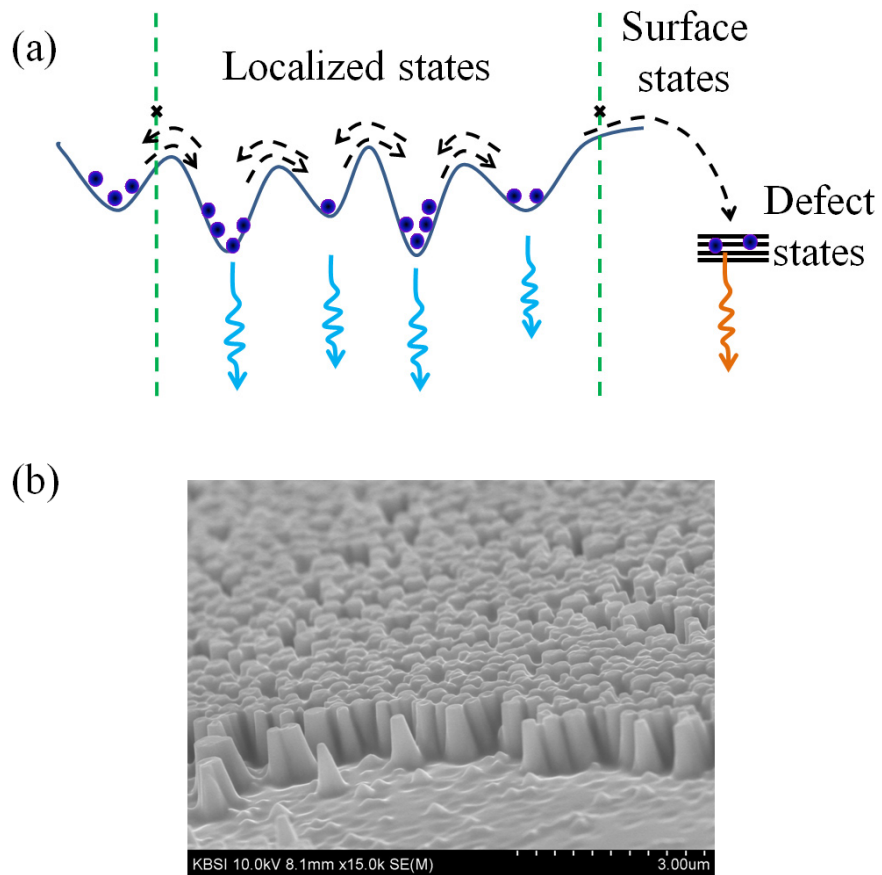 (a)
Localized states
Surface
states
Defect
states
(b)
KBSI 10.0kV 8.1mm x15.0k SE(M)
3.00um